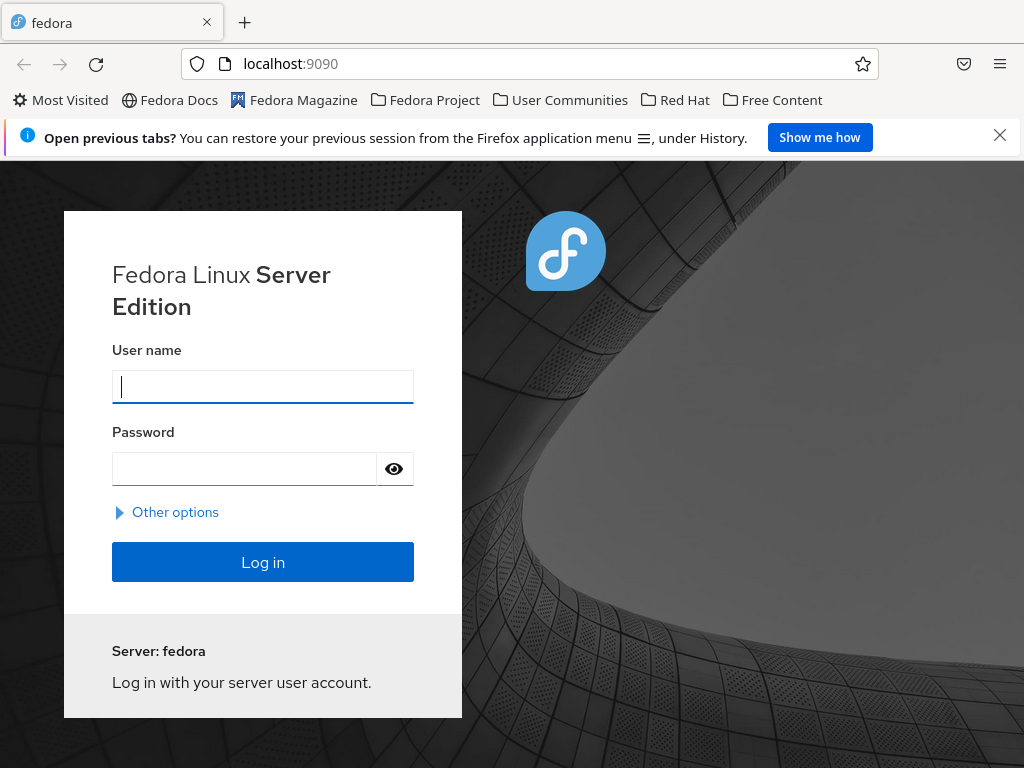 fedora
localhost:9090
Most Visited Fedora Docs FM Fedora Magazine Fedora Project User Communities Red Hat Free Content
Open previous tabs? You can restore your previous session from the Firefox application menu ☰, under History. Show me how
Fedora Linux Server
Edition
User name
Password
Other options
Log in
Server: fedora
Log in with your server user account.